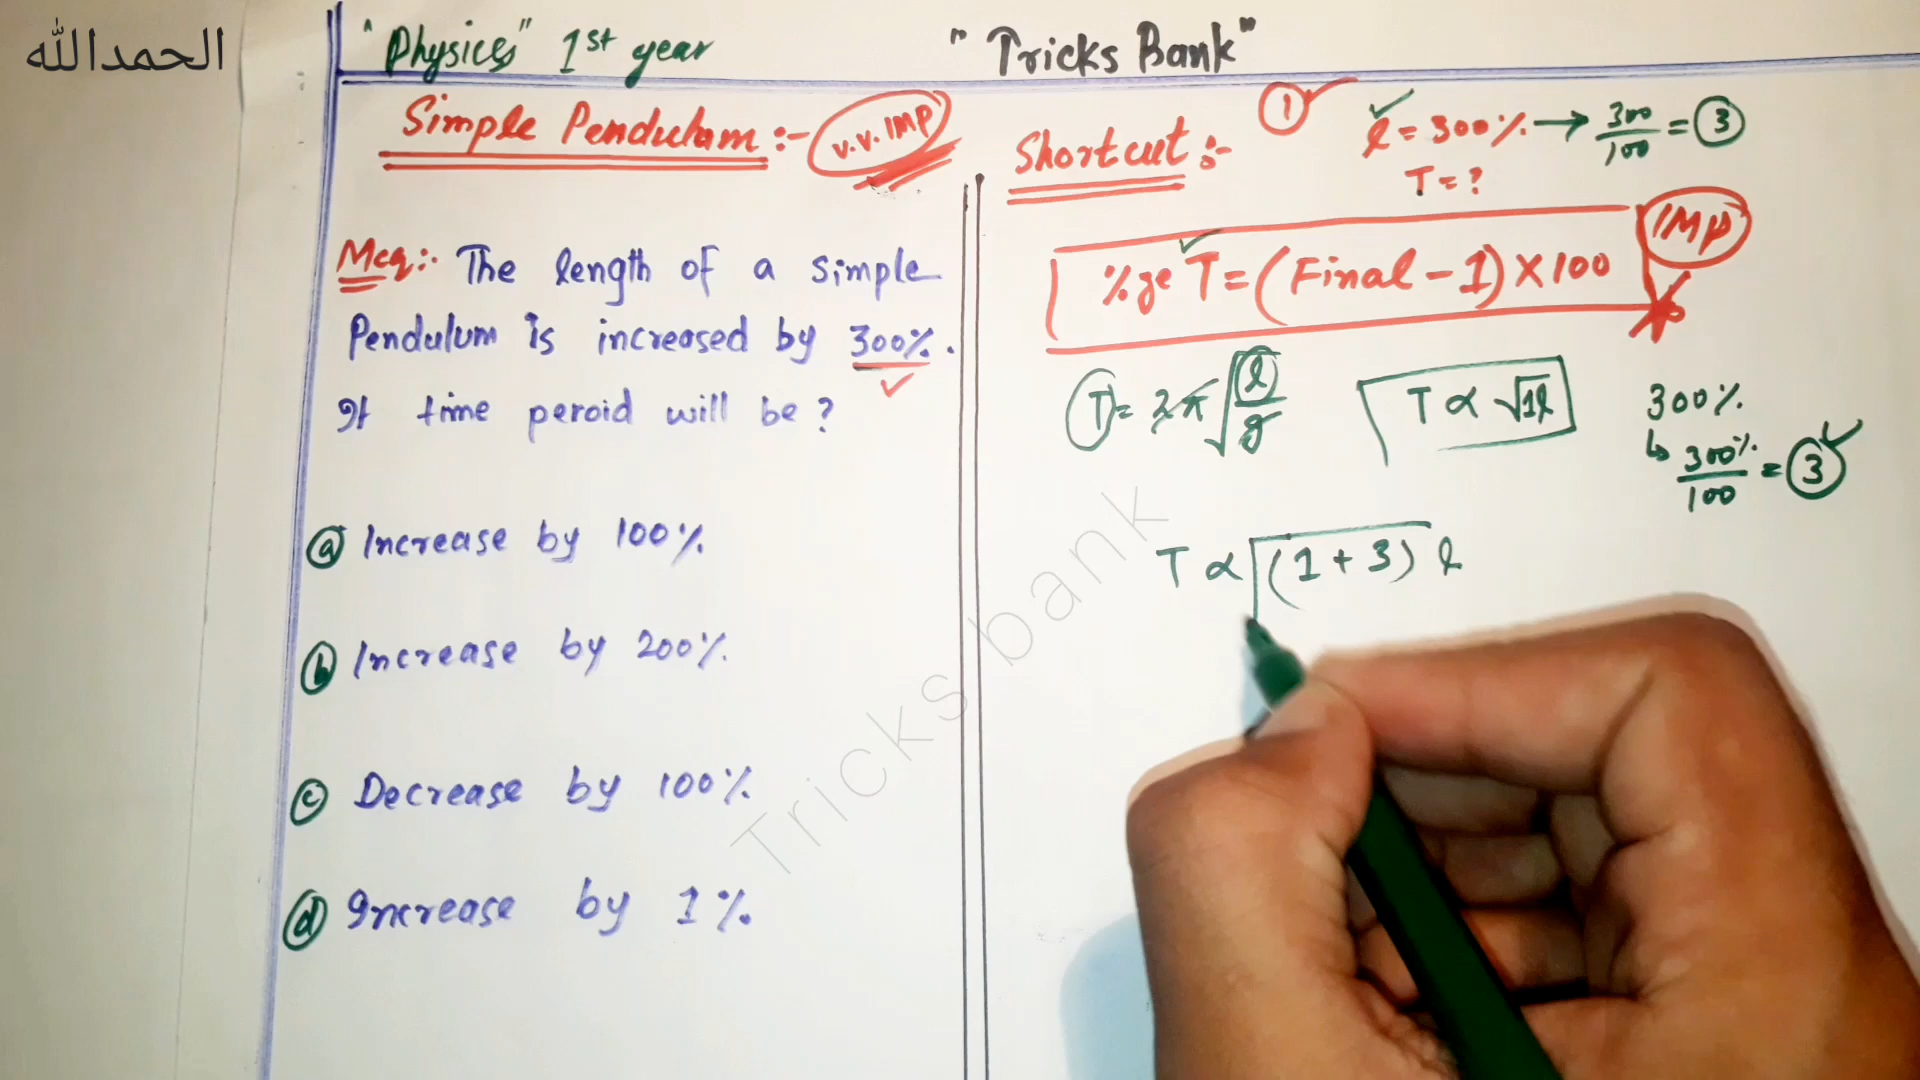 الحمدالله
"Physics" 1st year
"Tricks Bank"
Simple Pendulam:-
V.V.IMP
Mcq:- The length of a simple
Pendulum is increased by 300%.
It time peroid will be?
a Increase by 100%
b Increase by 200%
c Decrease by 100%
d Increase by 1%
Shortcut:-
1
l = 300% → 300/100 = 3
T = ?
%ge T = (Final - 1) X 100
IMP
T = 2π√l/g
T ∝ √1l
300%
↳ 300%/100 = 3
T ∝ √(1 + 3) l
Tricks bank